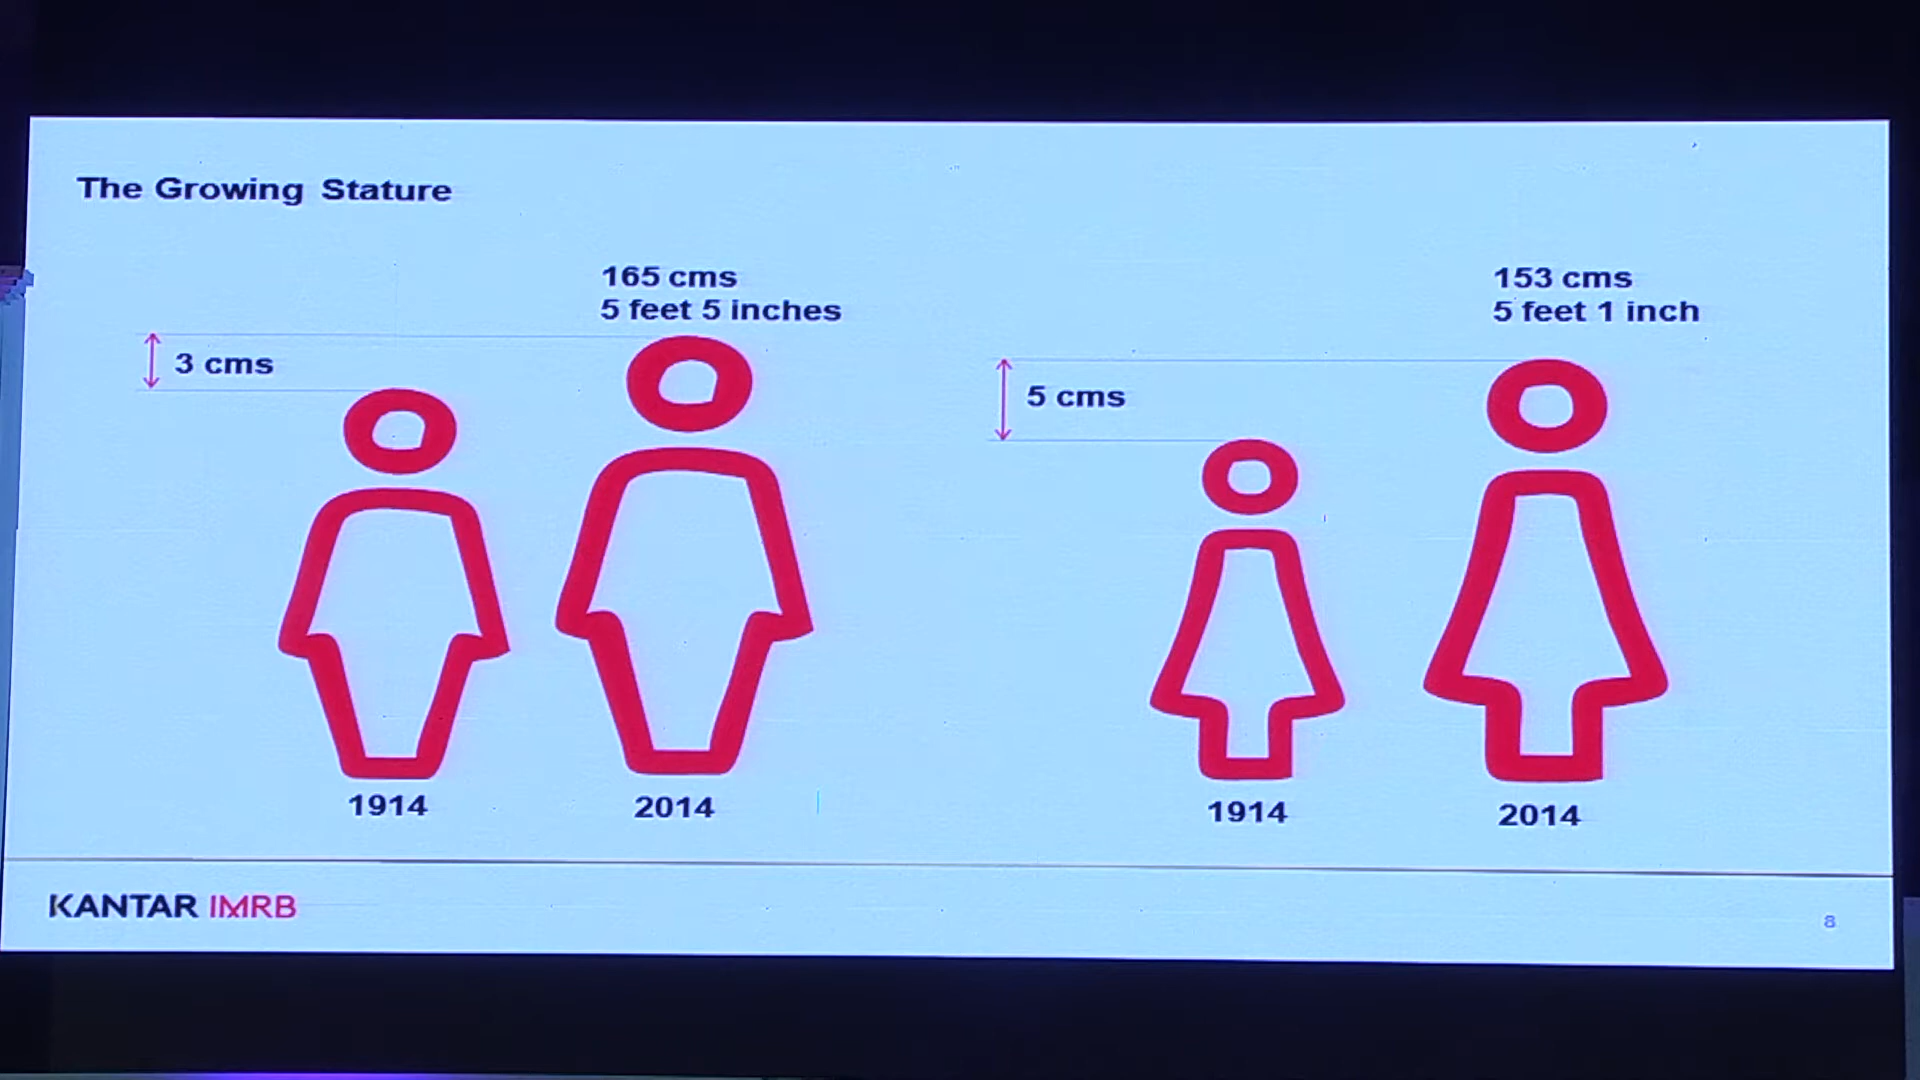 The Growing Stature
165 cms
5 feet 5 inches
3 cms
1914
2014
153 cms
5 feet 1 inch
5 cms
1914
2014
KANTAR IMRB
8